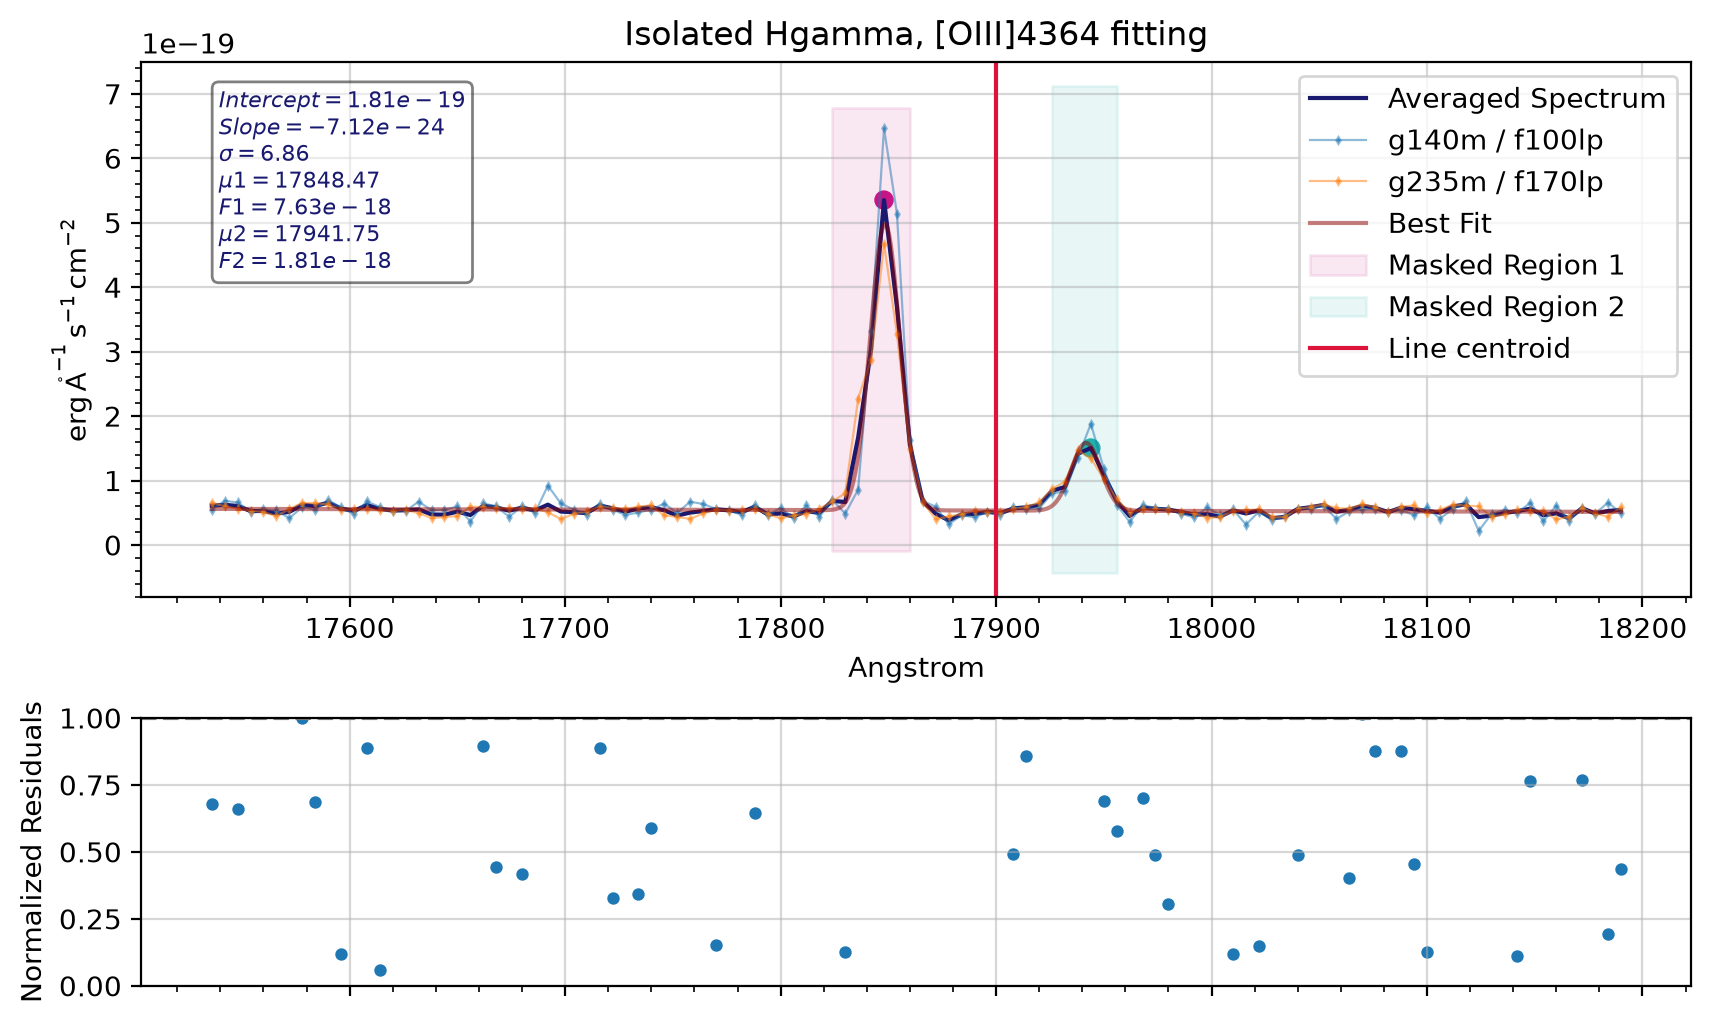 Isolated Hgamma, [OIII]4364 fitting
1e−19
Intercept = 1.81e − 19
Slope = −7.12e − 24
σ = 6.86
μ1 = 17848.47
F1 = 7.63e − 18
μ2 = 17941.75
F2 = 1.81e − 18
Averaged Spectrum
g140m / f100lp
g235m / f170lp
Best Fit
Masked Region 1
Masked Region 2
Line centroid
erg Å⁻¹ s⁻¹ cm⁻²
7
6
5
4
3
2
1
0
17600 17700 17800 17900 18000 18100 18200
Angstrom
Normalized Residuals
1.00
0.75
0.50
0.25
0.00